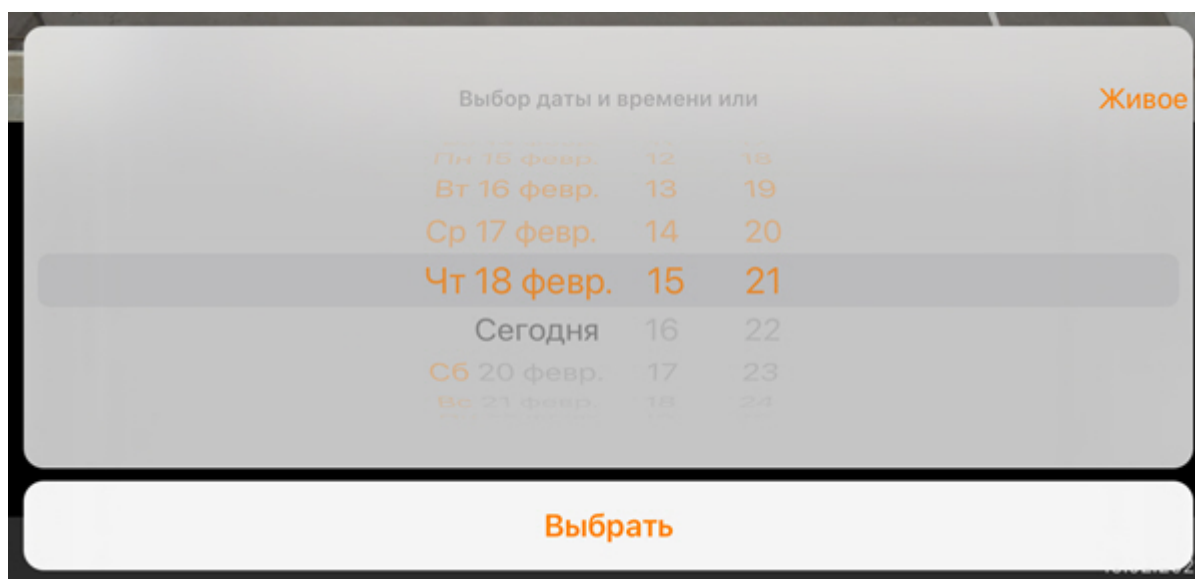 Выбор даты и времени или Живое
Пн 15 февр. 12 18
Вт 16 февр. 13 19
Ср 17 февр. 14 20
Чт 18 февр. 15 21
Сегодня 16 22
Сб 20 февр. 17 23
Вс 21 февр. 18 24
Выбрать